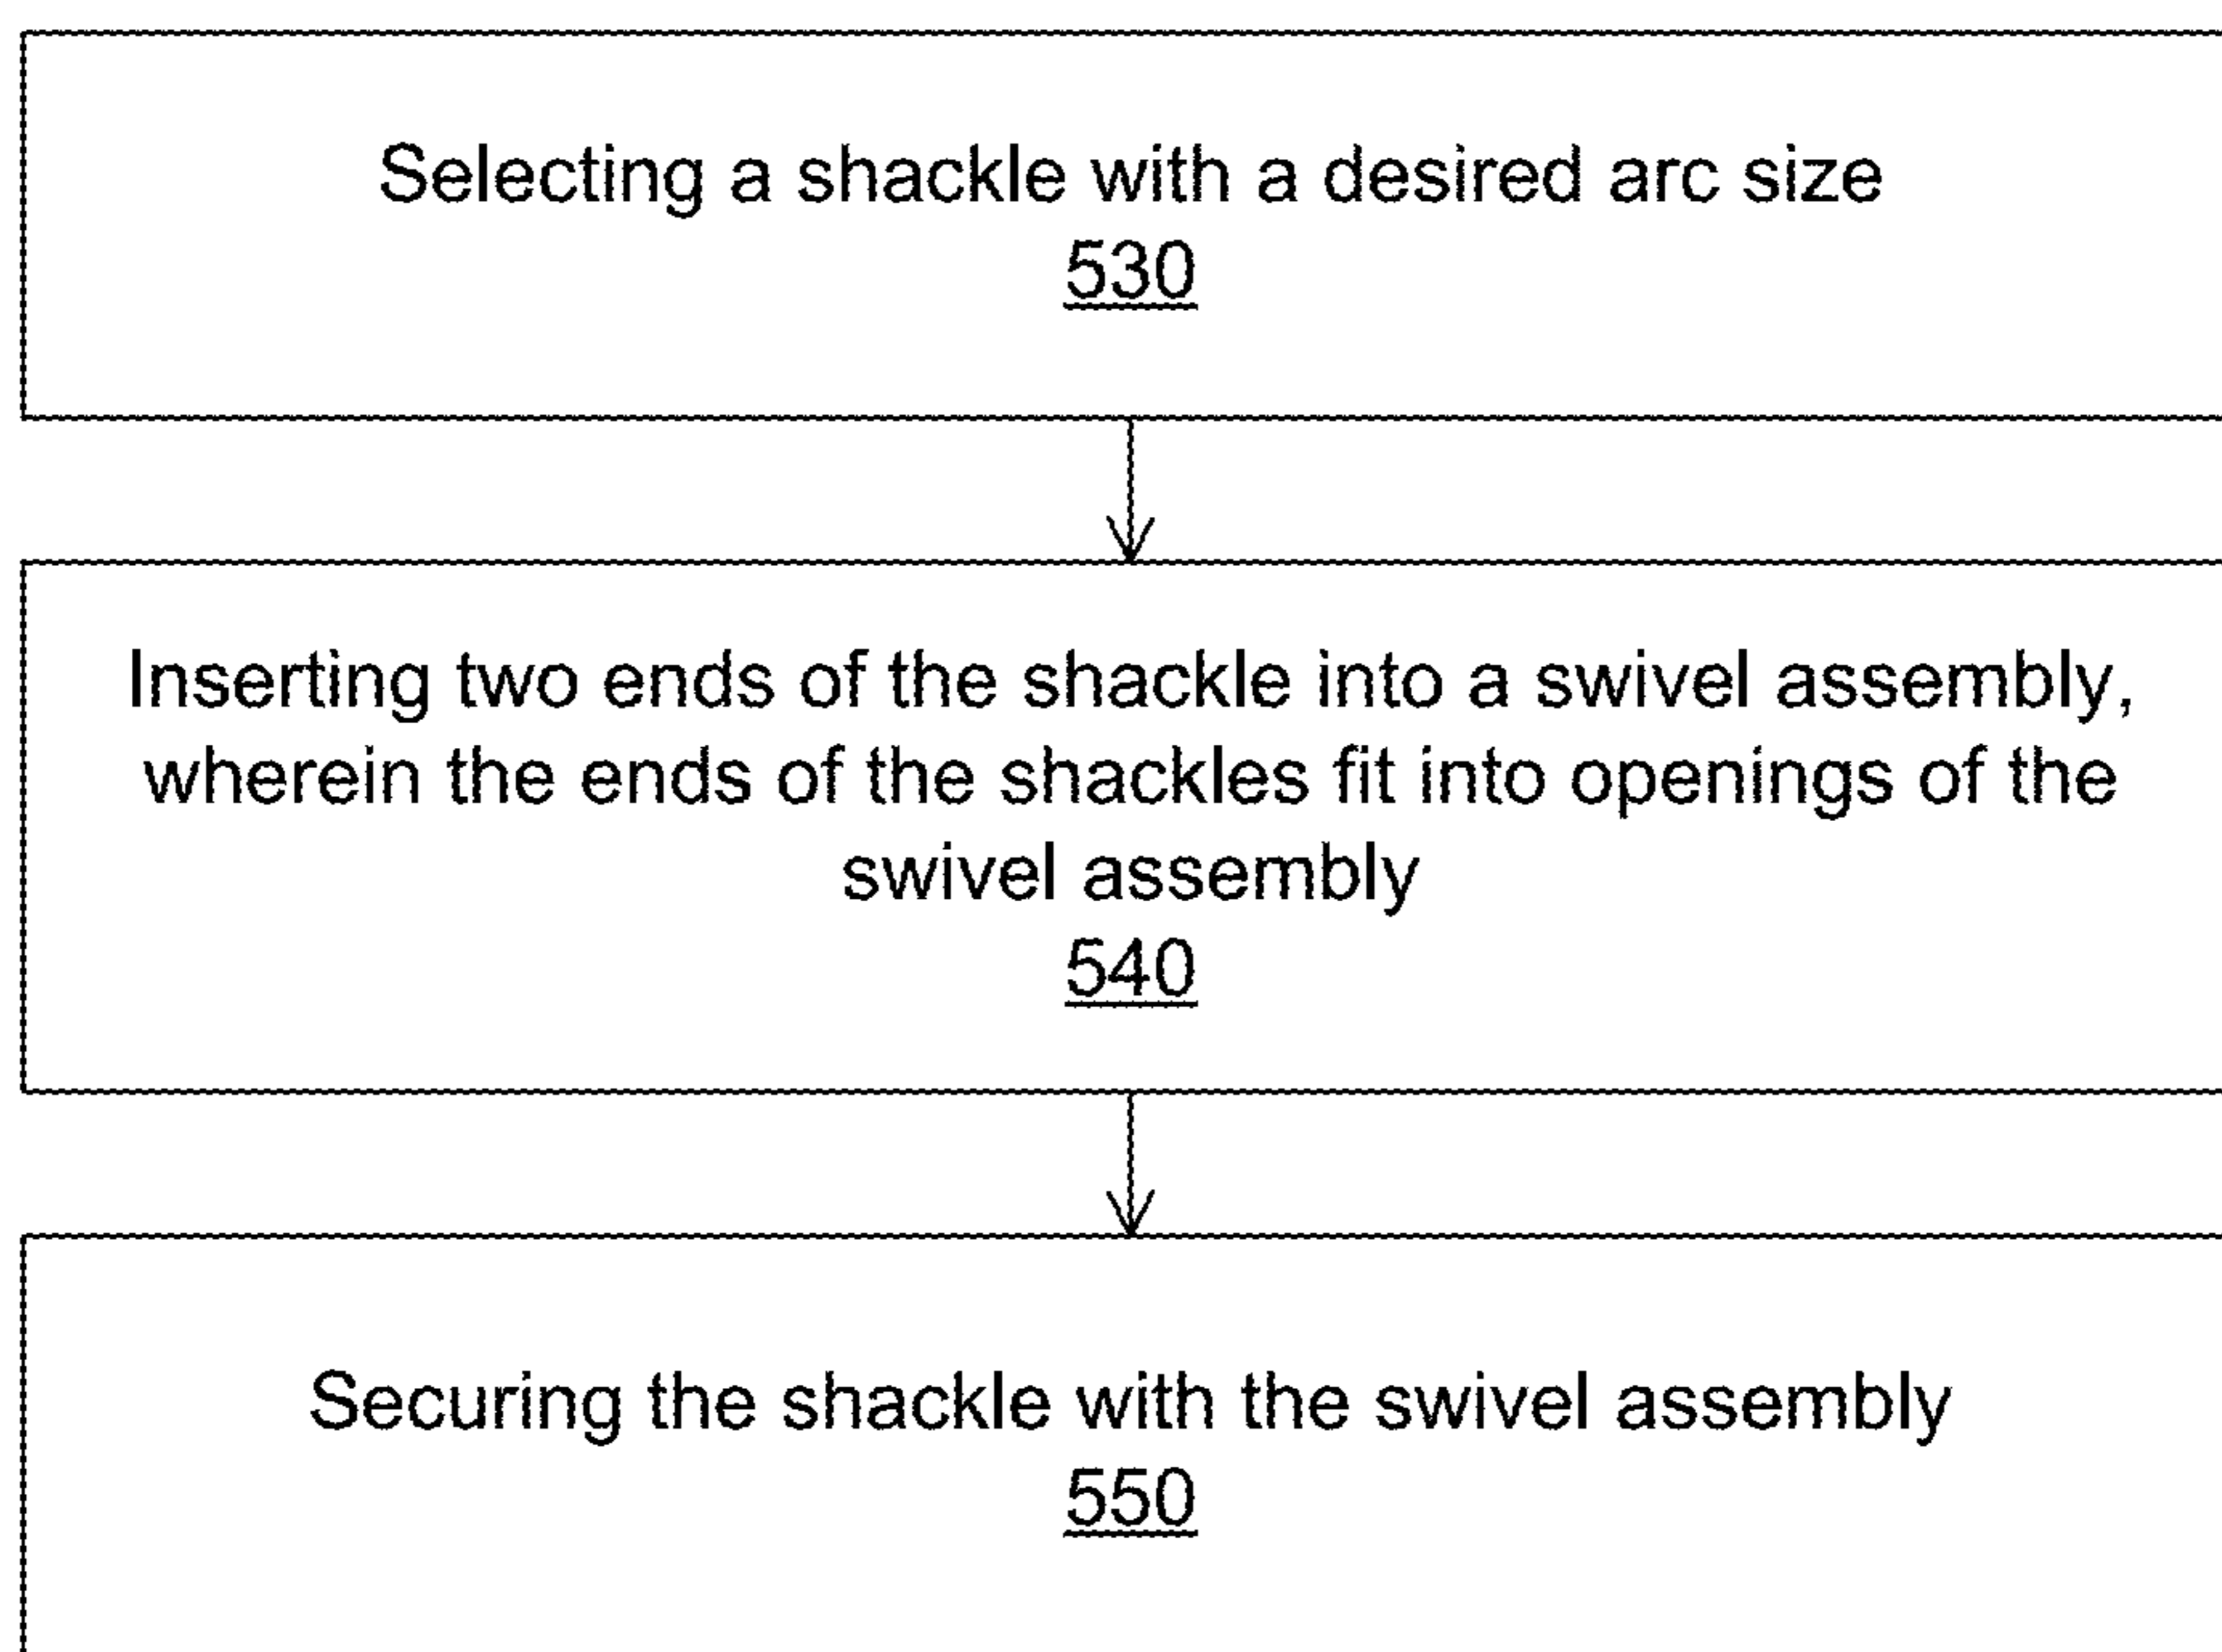 Selecting a shackle with a desired arc size
530
Inserting two ends of the shackle into a swivel assembly,
wherein the ends of the shackles fit into openings of the
swivel assembly
540
Securing the shackle with the swivel assembly
550